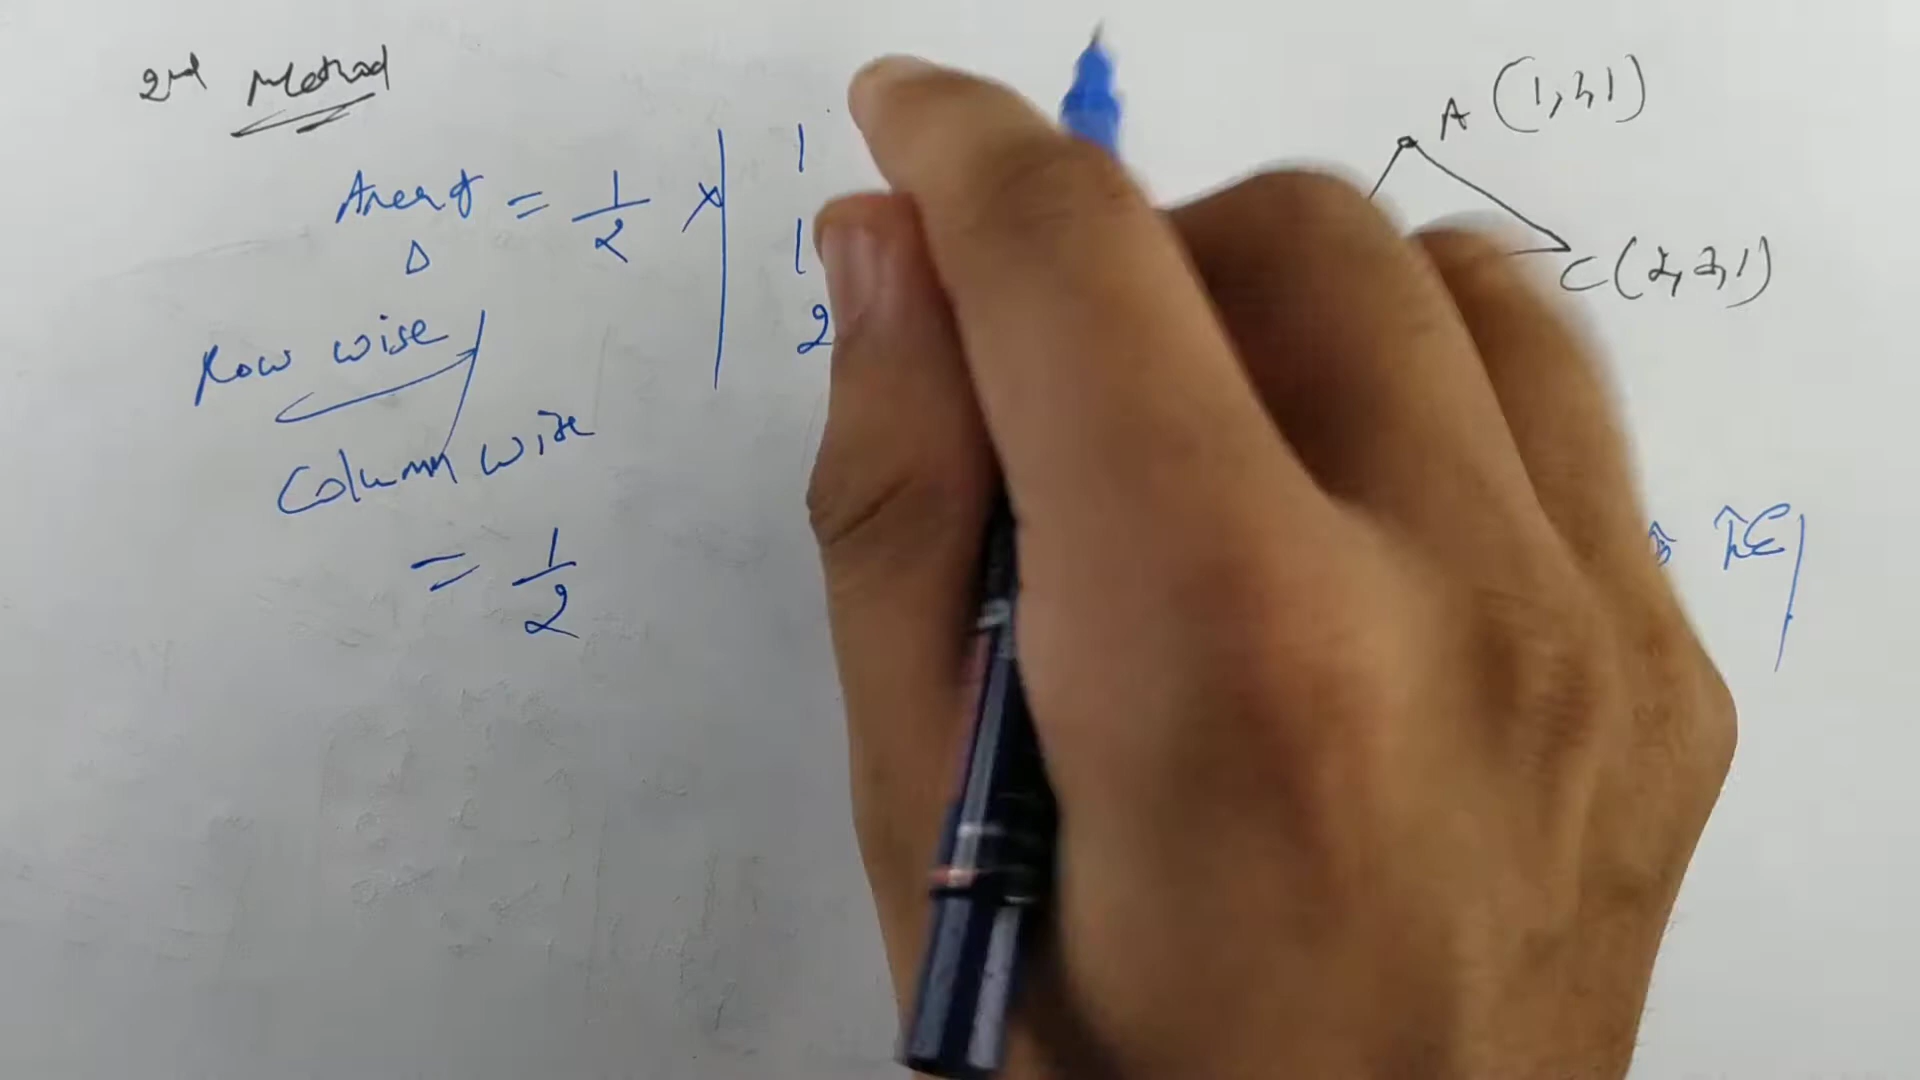 2nd Method
A (1,3,1)
Area of = 1/2 × | 1
Δ
1
2
C (2,2,1)
Row wise
Column wise
= 1/2